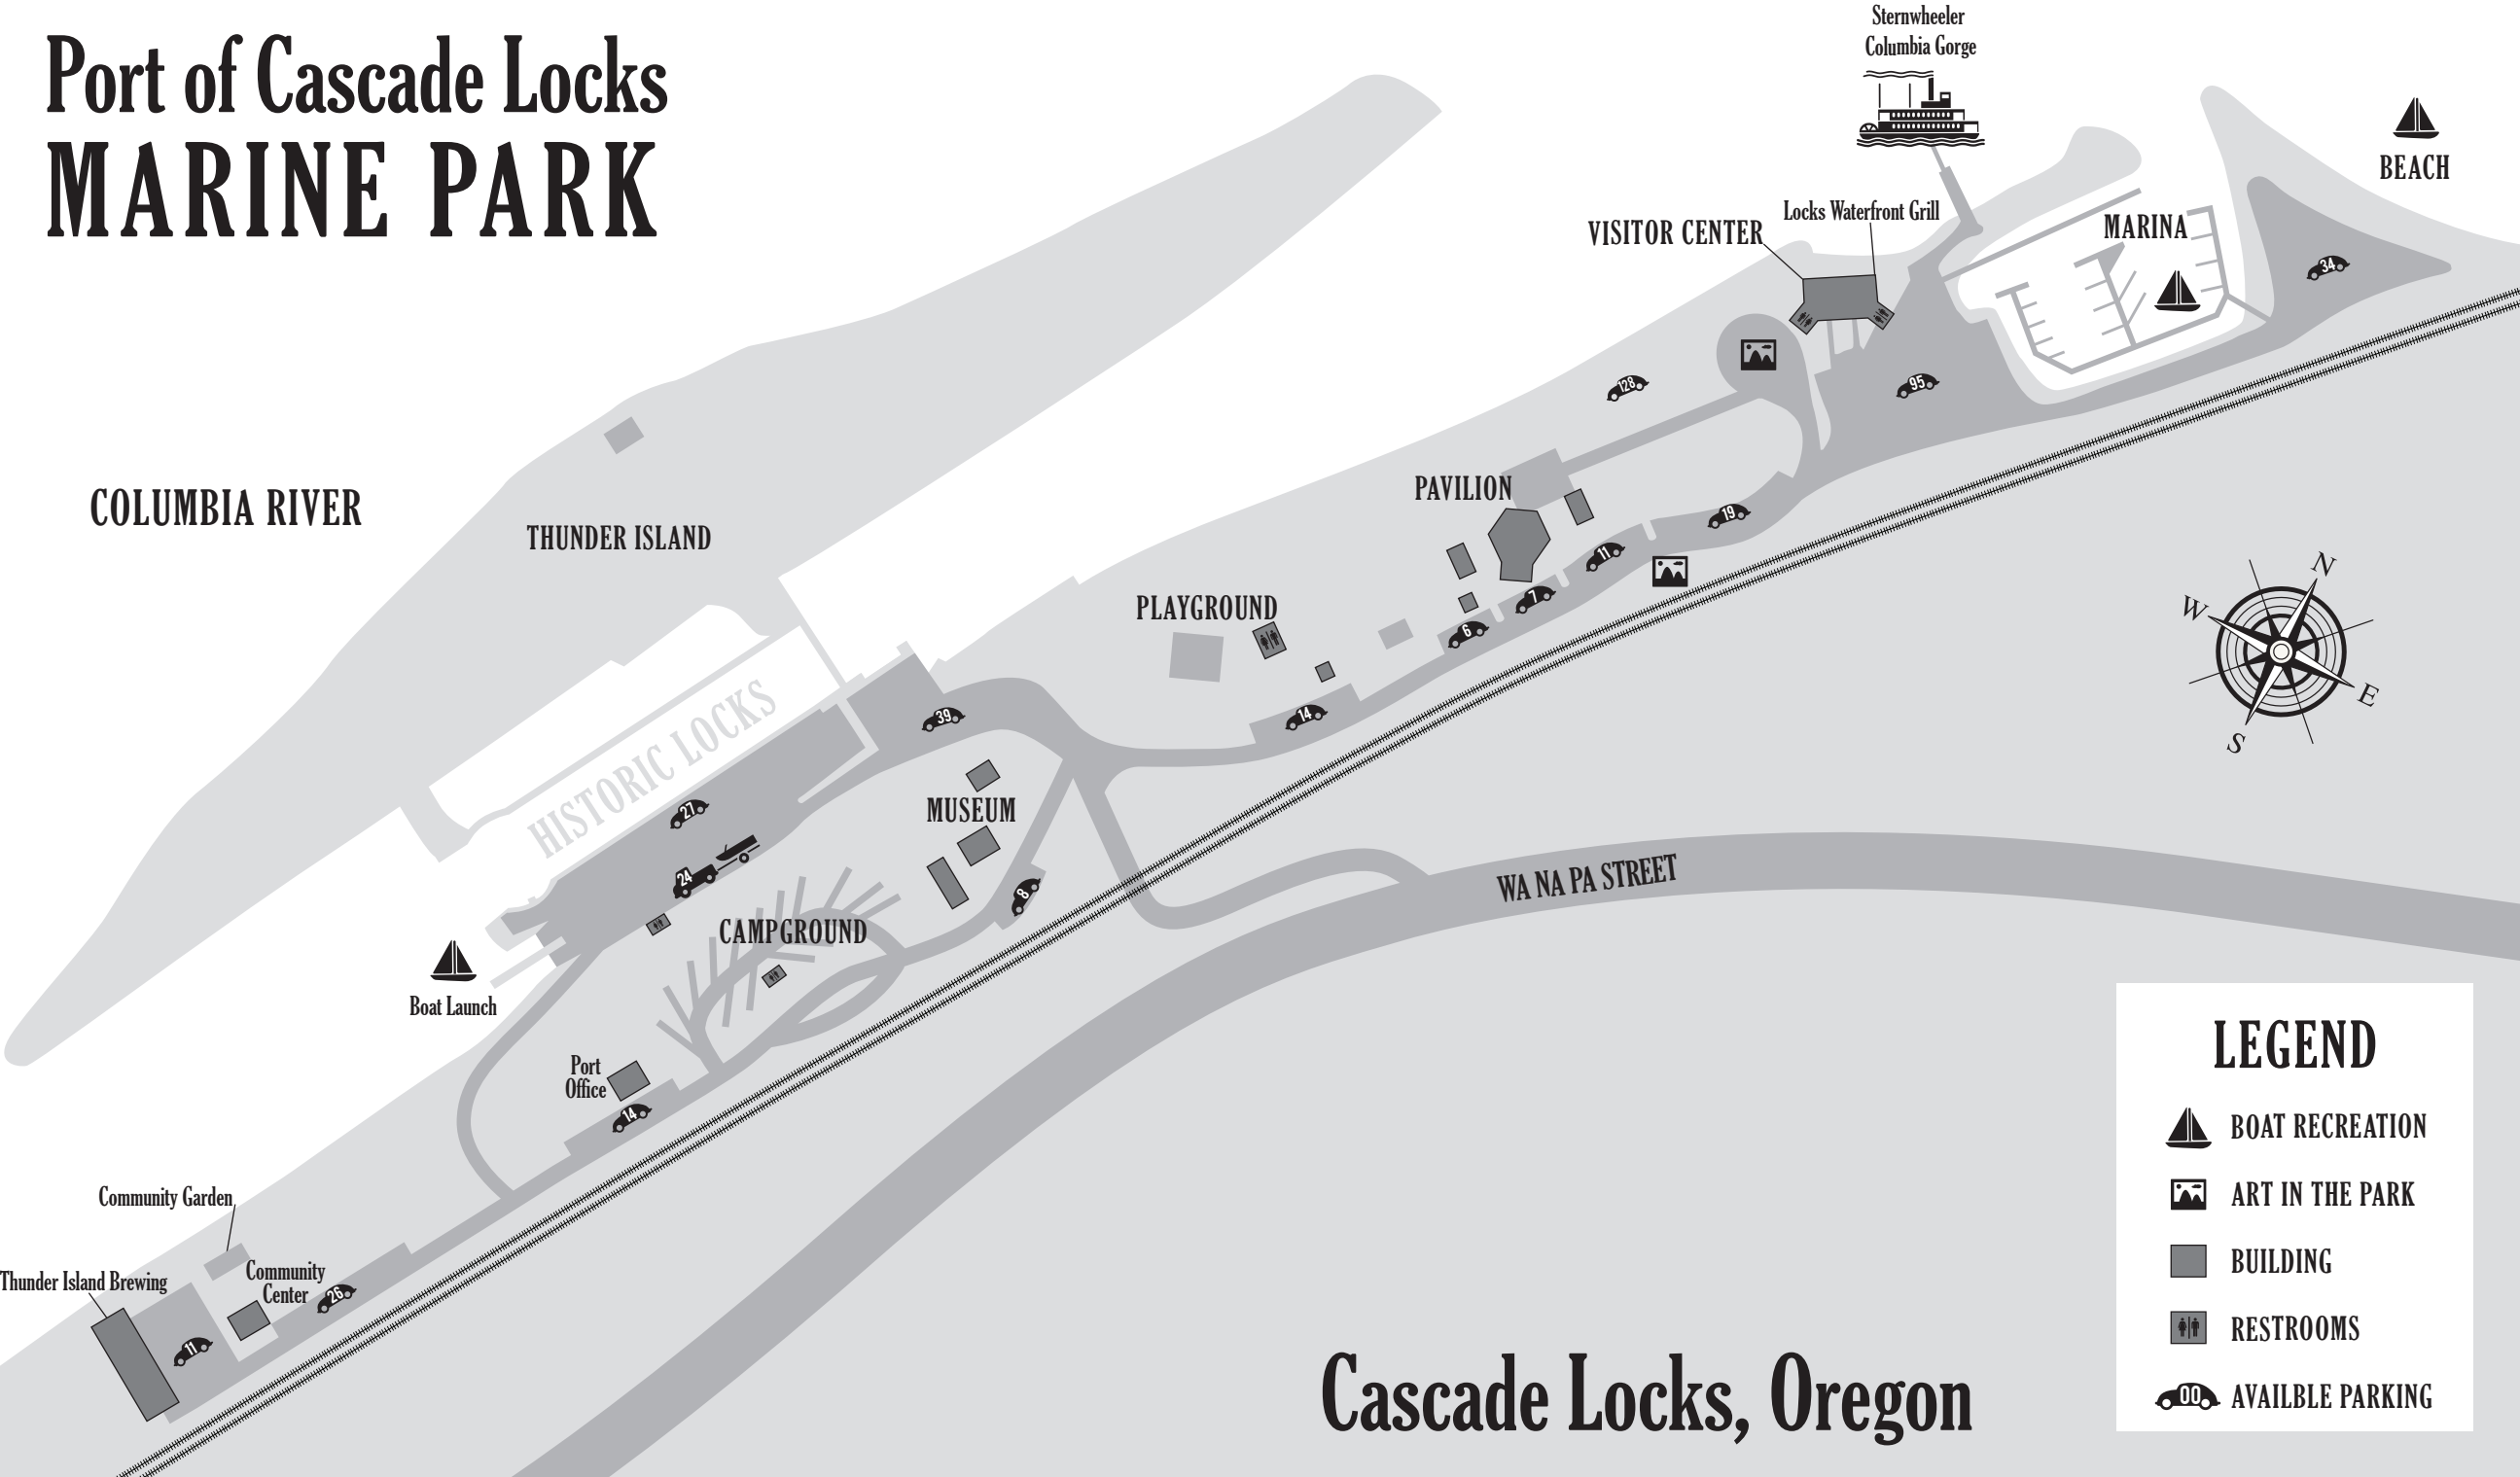 Port of Cascade Locks
MARINE PARK
Sternwheeler
Columbia Gorge
BEACH
Locks Waterfront Grill
VISITOR CENTER
MARINA
34
128
95
COLUMBIA RIVER
THUNDER ISLAND
PAVILION
19
11
7
6
PLAYGROUND
14
N
W
E
S
HISTORIC LOCKS
39
27
24
MUSEUM
8
CAMPGROUND
WA NA PA STREET
Boat Launch
Port
Office
14
Community Garden
Thunder Island Brewing
Community
Center
26
11
Cascade Locks, Oregon
LEGEND
BOAT RECREATION
ART IN THE PARK
BUILDING
RESTROOMS
00 AVAILBLE PARKING